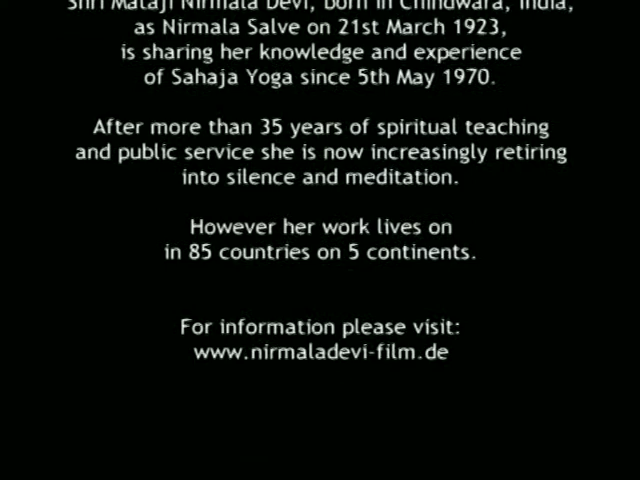 Shri Mataji Nirmala Devi, born in Chindwara, India,
as Nirmala Salve on 21st March 1923,
is sharing her knowledge and experience
of Sahaja Yoga since 5th May 1970.
After more than 35 years of spiritual teaching
and public service she is now increasingly retiring
into silence and meditation.
However her work lives on
in 85 countries on 5 continents.
For information please visit:
www.nirmaladevi-film.de